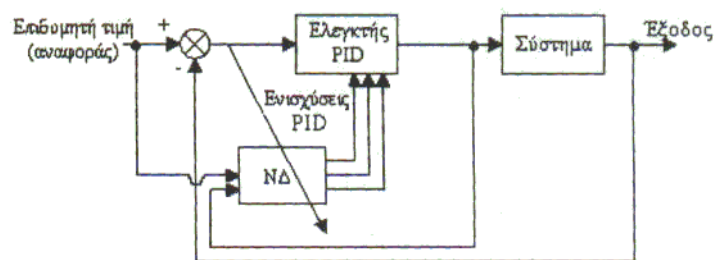 Επιθυμητή τιμή
(αναφοράς)
+
-
Ελεγκτής
PID
Σύστημα
Έξοδος
Ενισχύσεις
PID
ΝΔ